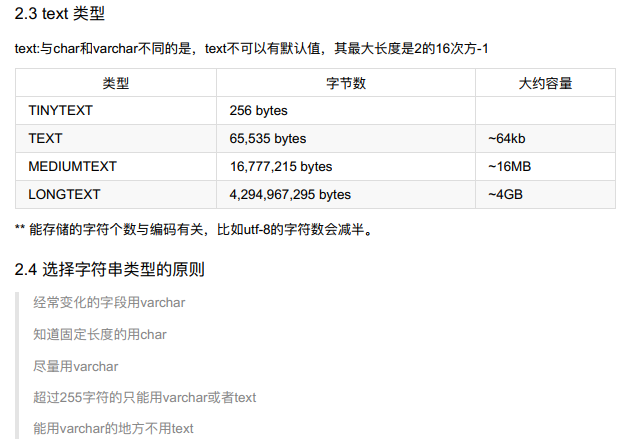 2.3 text 类型
text:与char和varchar不同的是，text不可以有默认值，其最大长度是2的16次方-1
类型 字节数 大约容量
TINYTEXT 256 bytes
TEXT 65,535 bytes ~64kb
MEDIUMTEXT 16,777,215 bytes ~16MB
LONGTEXT 4,294,967,295 bytes ~4GB
** 能存储的字符个数与编码有关，比如utf-8的字符数会减半。
2.4 选择字符串类型的原则
经常变化的字段用varchar
知道固定长度的用char
尽量用varchar
超过255字符的只能用varchar或者text
能用varchar的地方不用text